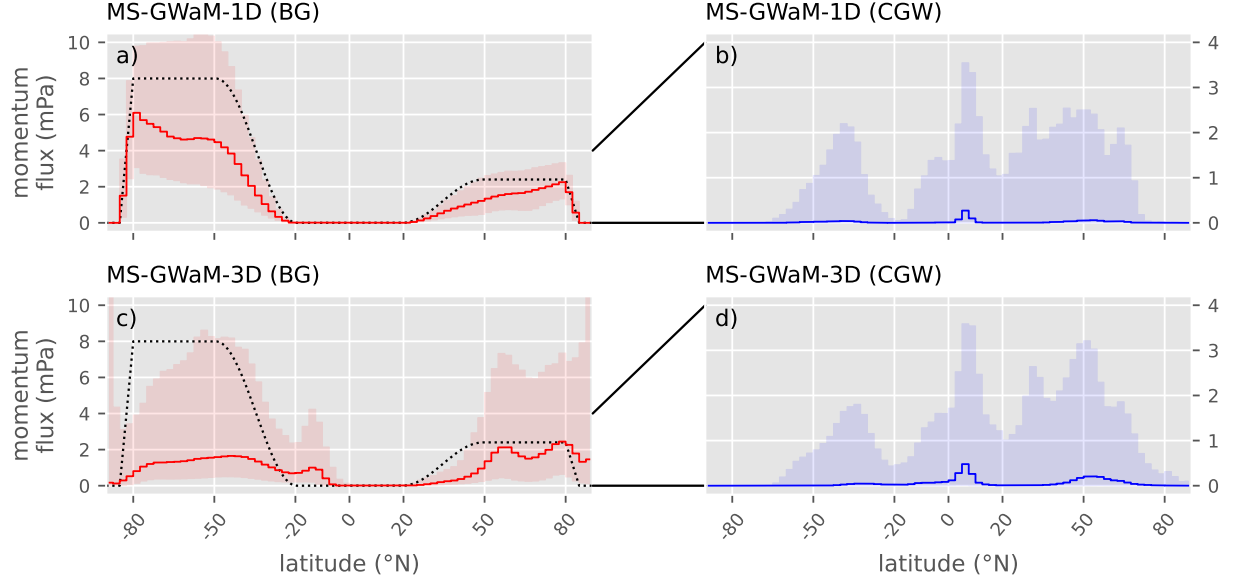 MS-GWaM-1D (BG)
MS-GWaM-1D (CGW)
a)
b)
10
8
6
4
2
0
momentum
flux (mPa)
4
3
2
1
0
MS-GWaM-3D (BG)
MS-GWaM-3D (CGW)
c)
d)
10
8
6
4
2
0
momentum
flux (mPa)
4
3
2
1
0
-80 -50 -20 0 20 50 80
-80 -50 -20 0 20 50 80
latitude (°N)
latitude (°N)